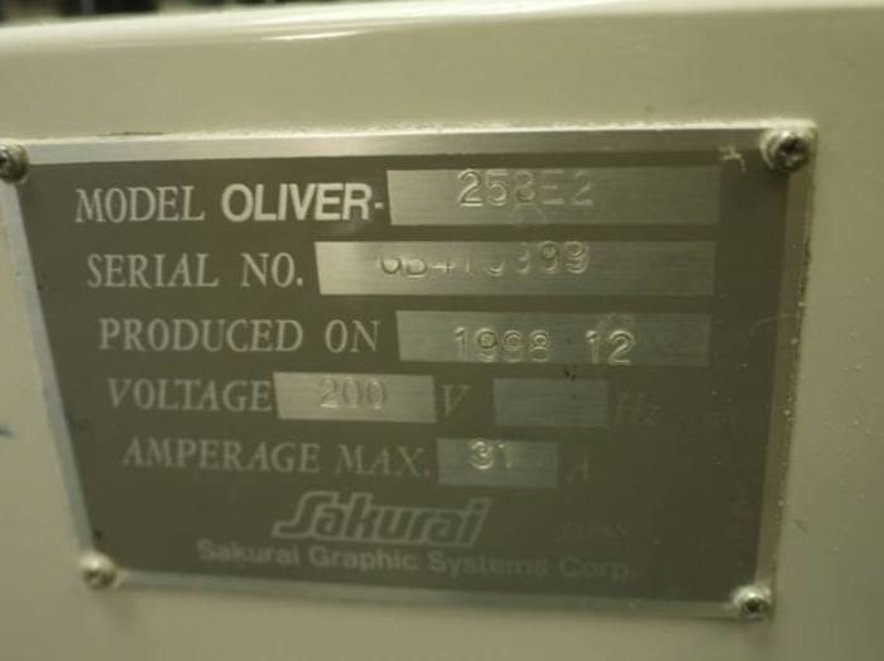 MODEL OLIVER- 258E2
SERIAL NO.
PRODUCED ON 1998 12
VOLTAGE 200 V Hz
AMPERAGE MAX. 31 A
Sakurai
Sakurai Graphic Systems Corp.